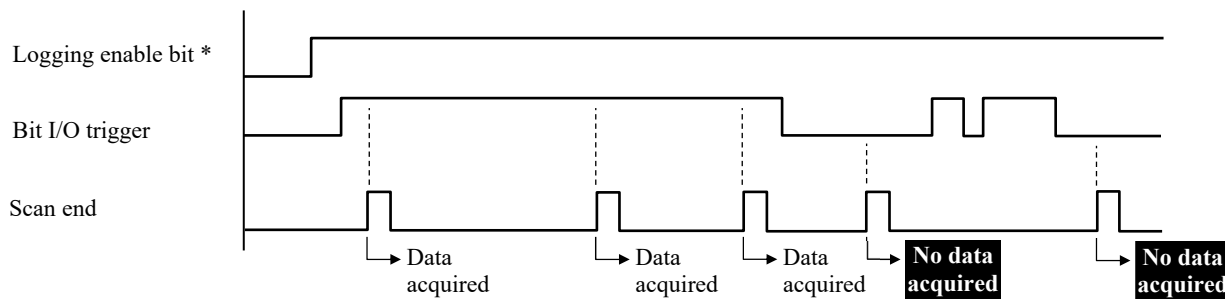 Logging enable bit *
Bit I/O trigger
Scan end
Data
acquired
Data
acquired
Data
acquired
No data
acquired
No data
acquired